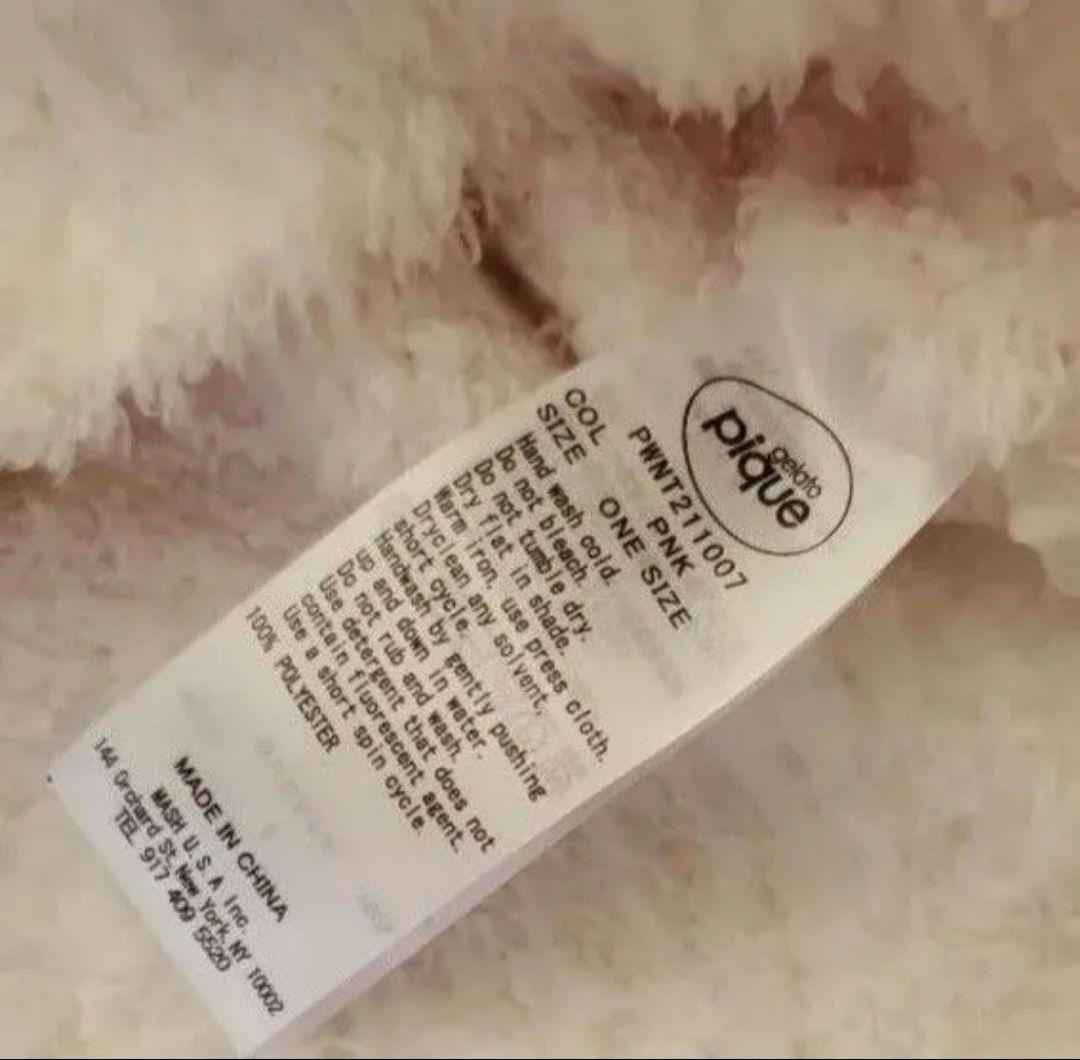 gelato
pique
PWNT211007
COL PNK
SIZE ONE SIZE
Hand wash cold.
Do not bleach.
Do not tumble dry.
Dry flat in shade.
Warm iron, use press cloth.
Dryclean any solvent,
short cycle.
Handwash by gently pushing
up and down in water.
Do not rub and wash.
Use detergent that does not
contain fluorescent agent.
Use a short spin cycle.
100% POLYESTER
MADE IN CHINA
MASH U.S.A Inc
144 Orchard St, New York, NY 10002
TEL 917 409 5520